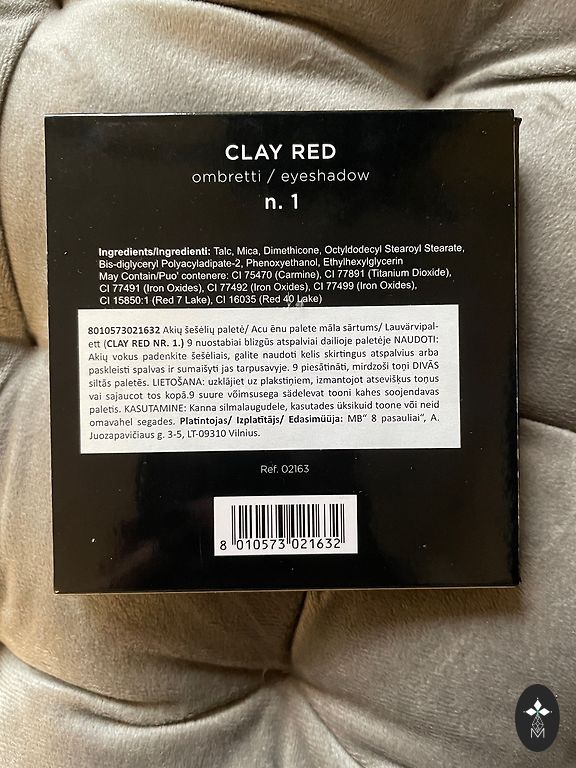 CLAY RED
ombretti / eyeshadow
n. 1
Ingredients/Ingredienti: Talc, Mica, Dimethicone, Octyldodecyl Stearoyl Stearate,
Bis-diglyceryl Polyacyladipate-2, Phenoxyethanol, Ethylhexylglycerin
May Contain/Puo' contenere: CI 75470 (Carmine), CI 77891 (Titanium Dioxide),
CI 77491 (Iron Oxides), CI 77492 (Iron Oxides), CI 77499 (Iron Oxides),
CI 15850:1 (Red 7 Lake), CI 16035 (Red 40 Lake)
8010573021632 Akių šešėlių paletė/ Acu ēnu palete māla sārtums/ Lauvärvipal-
ett (CLAY RED NR. 1.) 9 nuostabiai blizgūs atspalviai dailioje paletėje NAUDOTI:
Akių vokus padenkite šešėliais, galite naudoti kelis skirtingus atspalvius arba
paskleisti spalvas ir sumaišyti jas tarpusavyje. 9 piesātināti, mirdzoši toņi DIVĀS
siltās paletēs. LIETOŠANA: uzklājiet uz plakstiņiem, izmantojot atsevišķus toņus
vai sajaucot tos kopā.9 suure võimsusega sädelevat tooni kahes soojendavas
paletis. KASUTAMINE: Kanna silmalaugudele, kasutades üksikuid toone või neid
omavahel segades. Platintojas/ Izplatītājs/ Edasimüüja: MB“ 8 pasauliai“, A.
Juozapavičiaus g. 3-5, LT-09310 Vilnius.
Ref. 02163
8 010573 021632
M